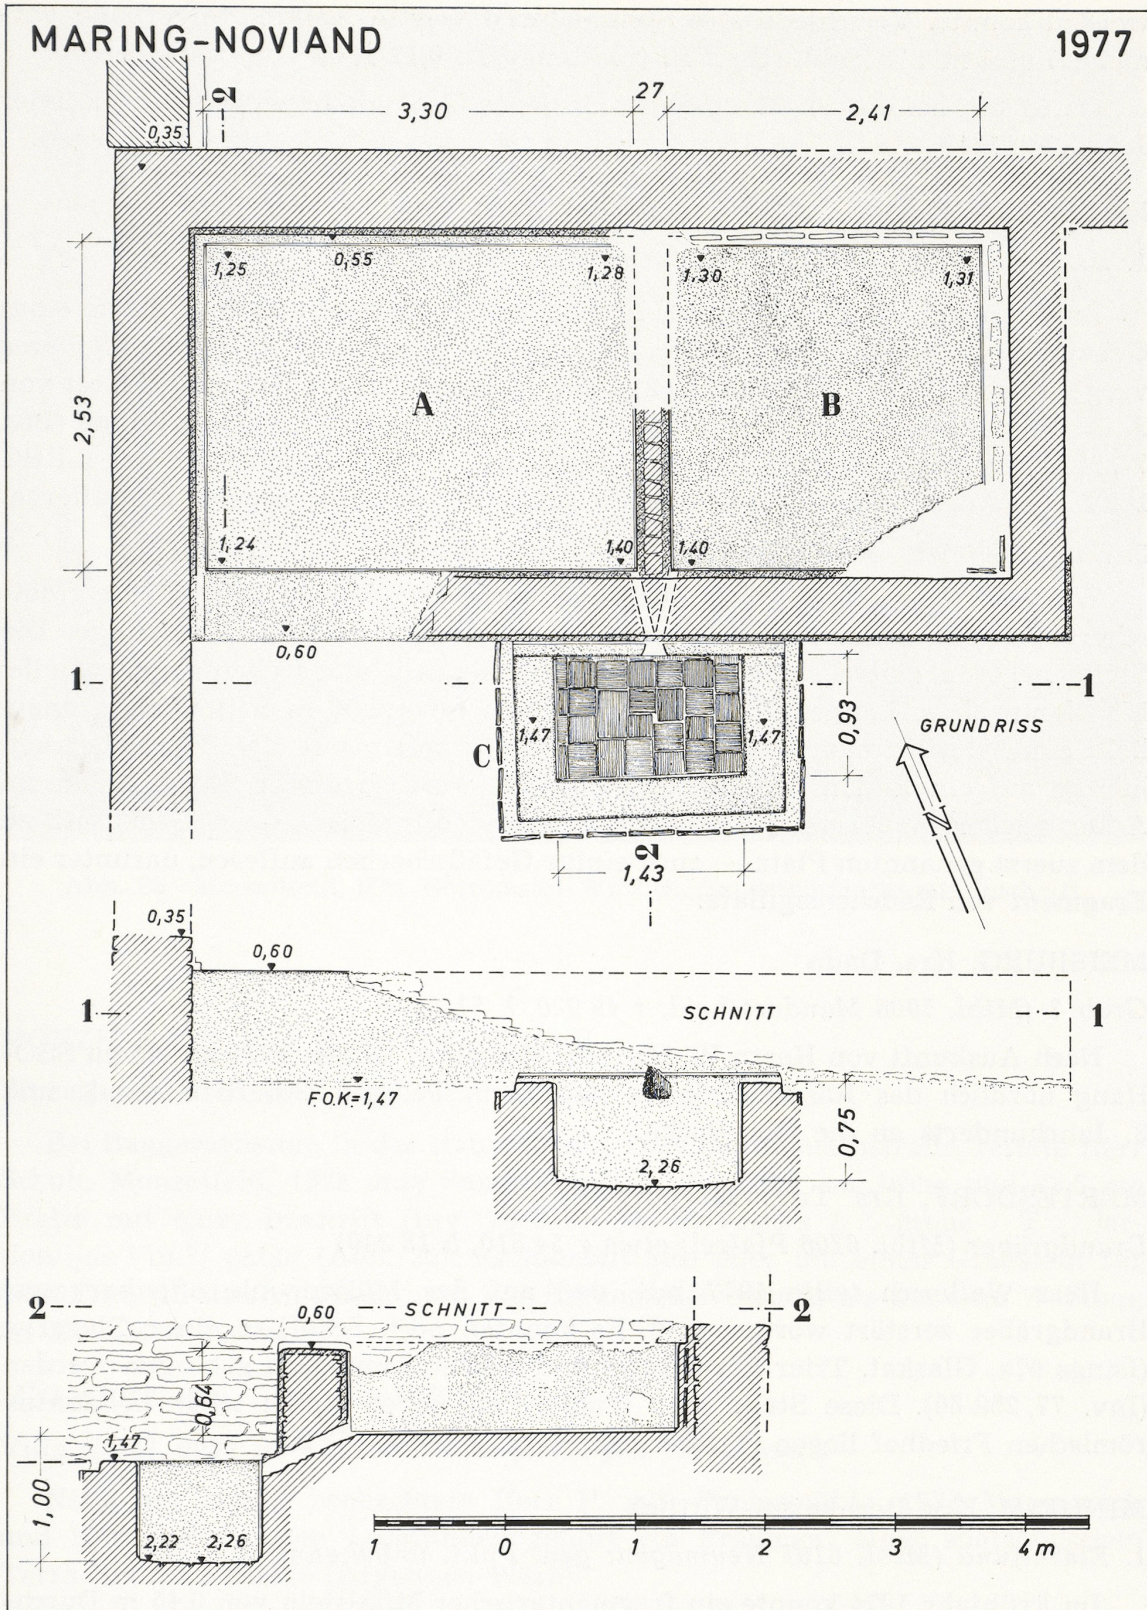 MARING-NOVIAND 1977
2
3,30 27 2,41
0,35
1,25 0,55 1,28 1,30 1,31
2,53 A B
1,24 1,40 1,40
0,60
1 1
1,47 1,47 0,93 GRUNDRISS
C
N
2
1,43
0,35
0,60
1 SCHNITT 1
F.O.K=1,47
0,75
2,26
2 0,60 SCHNITT 2
0,64
1,47
1,00
2,22 2,26
1 0 1 2 3 4 m